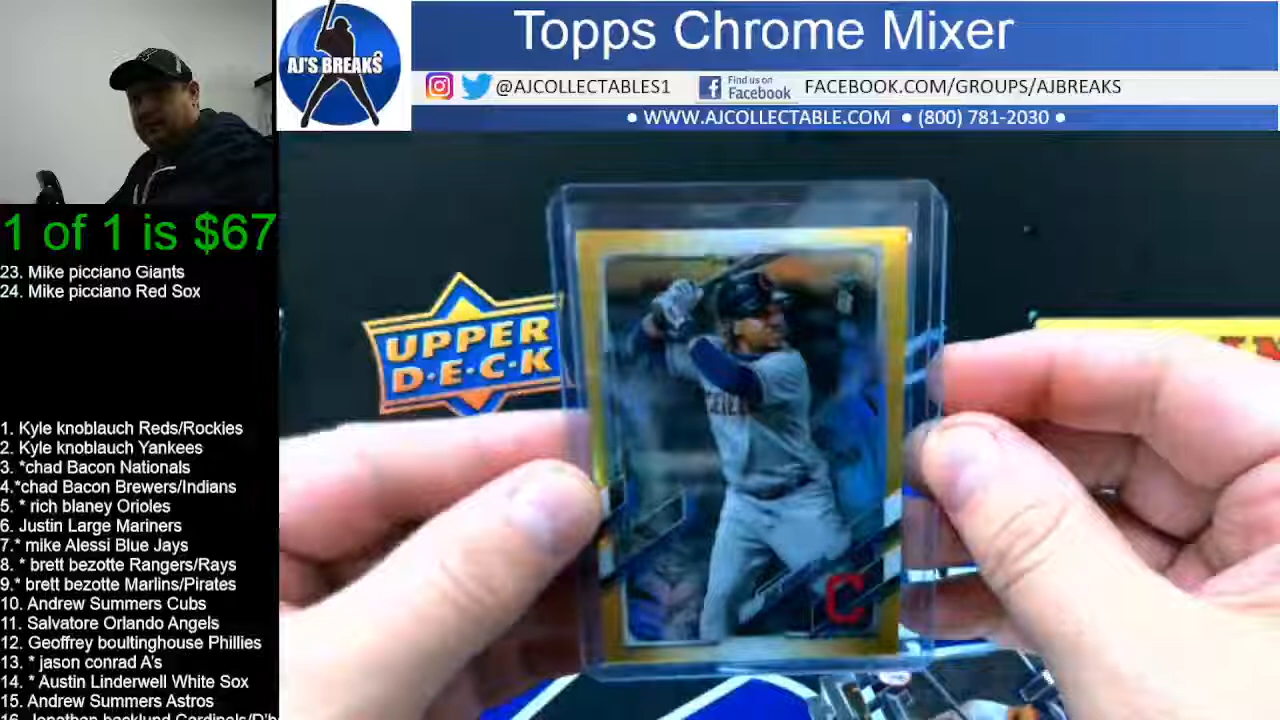 Topps Chrome Mixer
AJ'S BREAKS
@AJCOLLECTABLES1
Find us on
Facebook
FACEBOOK.COM/GROUPS/AJBREAKS
● WWW.AJCOLLECTABLE.COM ● (800) 781-2030 ●
1 of 1 is $67
23. Mike picciano Giants
24. Mike picciano Red Sox
UPPER
D·E·C·K
C
1. Kyle knoblauch Reds/Rockies
2. Kyle knoblauch Yankees
3. *chad Bacon Nationals
4.*chad Bacon Brewers/Indians
5. * rich blaney Orioles
6. Justin Large Mariners
7.* mike Alessi Blue Jays
8. * brett bezotte Rangers/Rays
9.* brett bezotte Marlins/Pirates
10. Andrew Summers Cubs
11. Salvatore Orlando Angels
12. Geoffrey boultinghouse Phillies
13. * jason conrad A's
14. * Austin Linderwell White Sox
15. Andrew Summers Astros